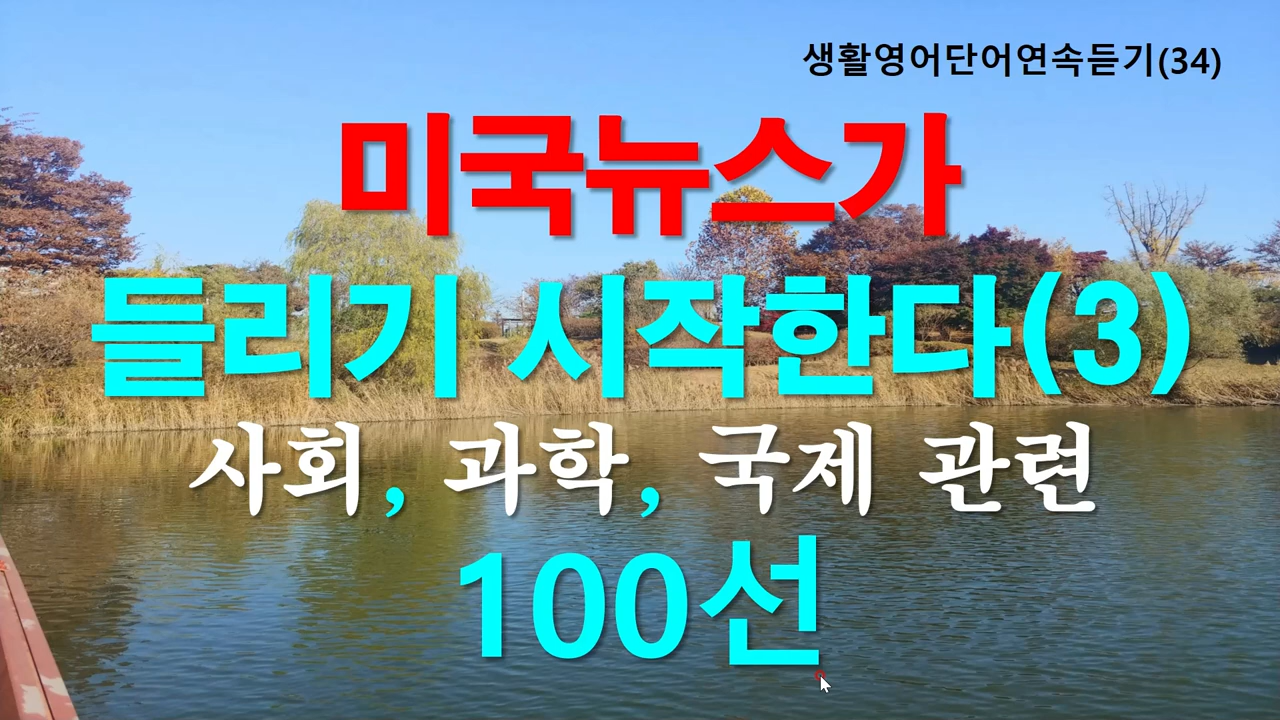 생활영어단어연속듣기(34)
미국뉴스가
들리기 시작한다(3)
사회, 과학, 국제 관련
100선